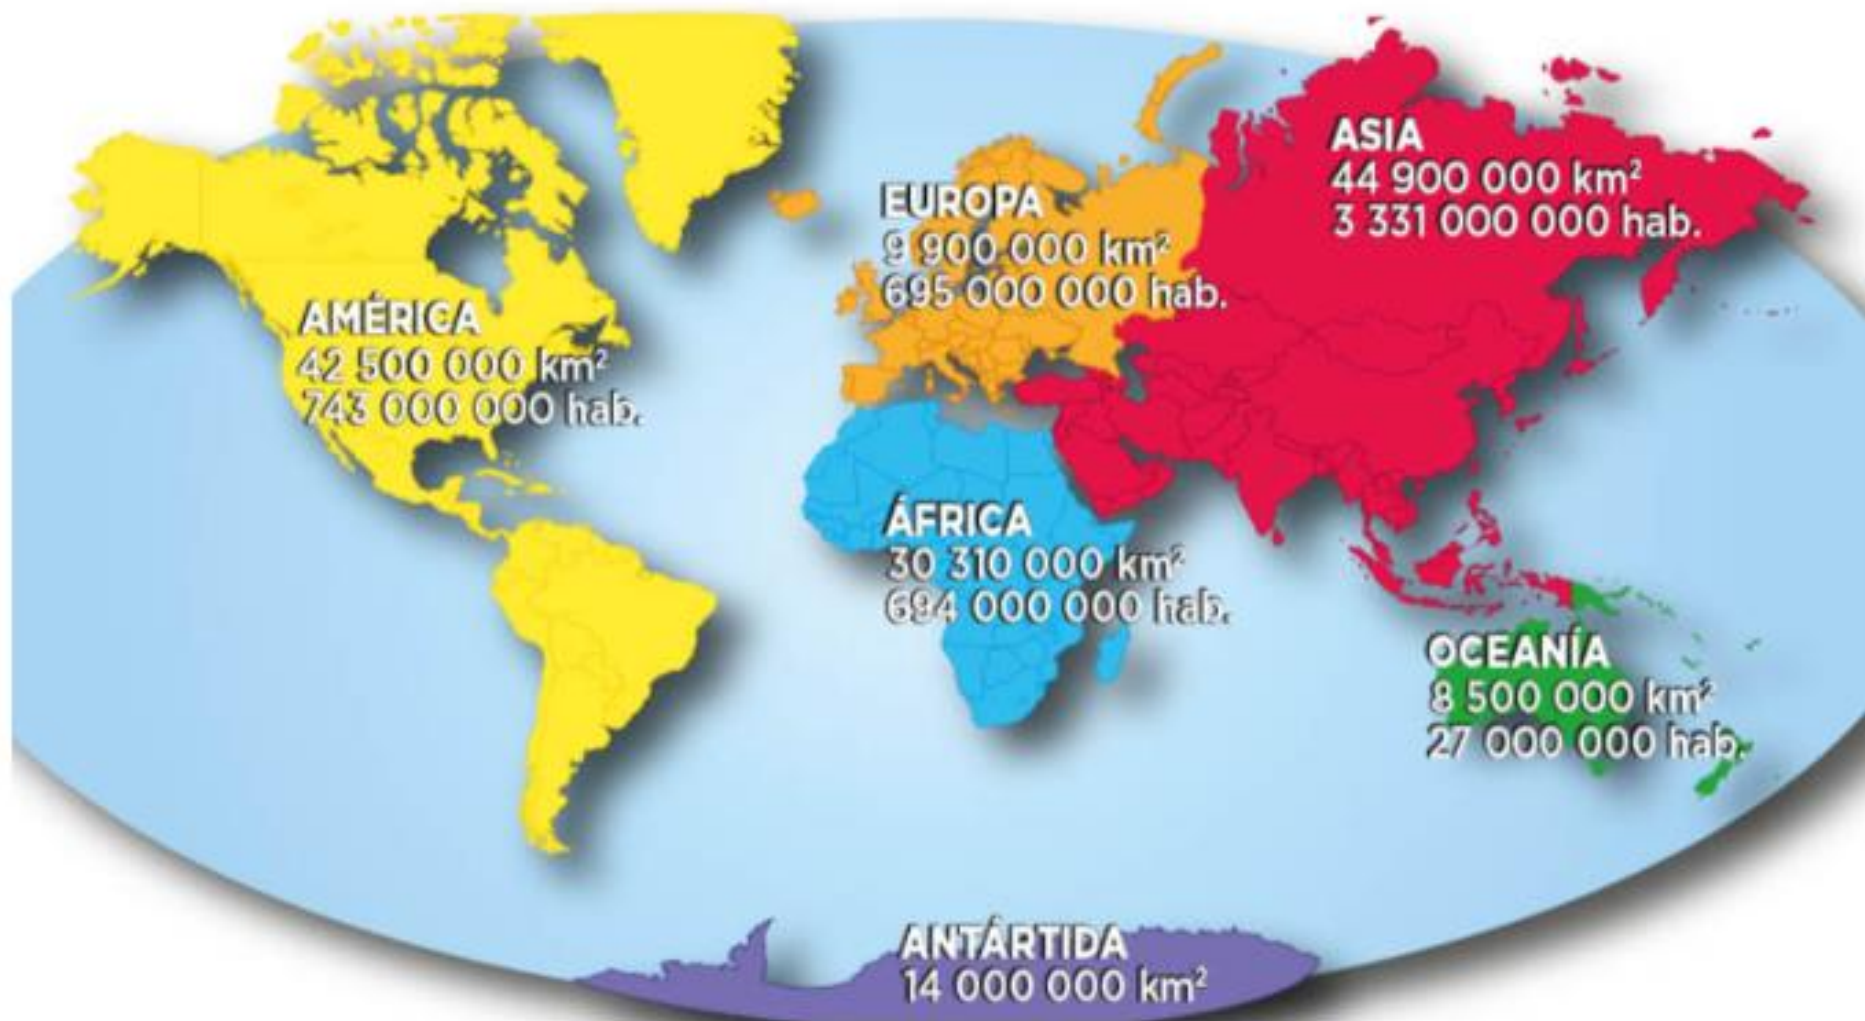 AMÉRICA
42 500 000 km²
743 000 000 hab.
EUROPA
9 900 000 km²
695 000 000 hab.
ASIA
44 900 000 km²
3 331 000 000 hab.
ÁFRICA
30 310 000 km²
694 000 000 hab.
OCEANÍA
8 500 000 km²
27 000 000 hab.
ANTÁRTIDA
14 000 000 km²